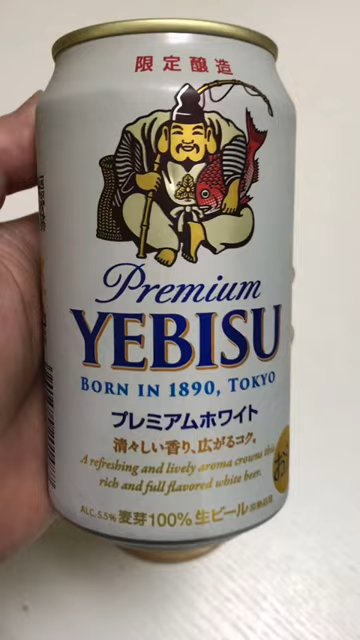 限定醸造
Premium
YEBISU
BORN IN 1890, TOKYO
プレミアムホワイト
清々しい香り、広がるコク。
A refreshing and lively aroma crowns this
rich and full flavored white beer.
お
ALC.5.5% 麦芽100% 生ビール